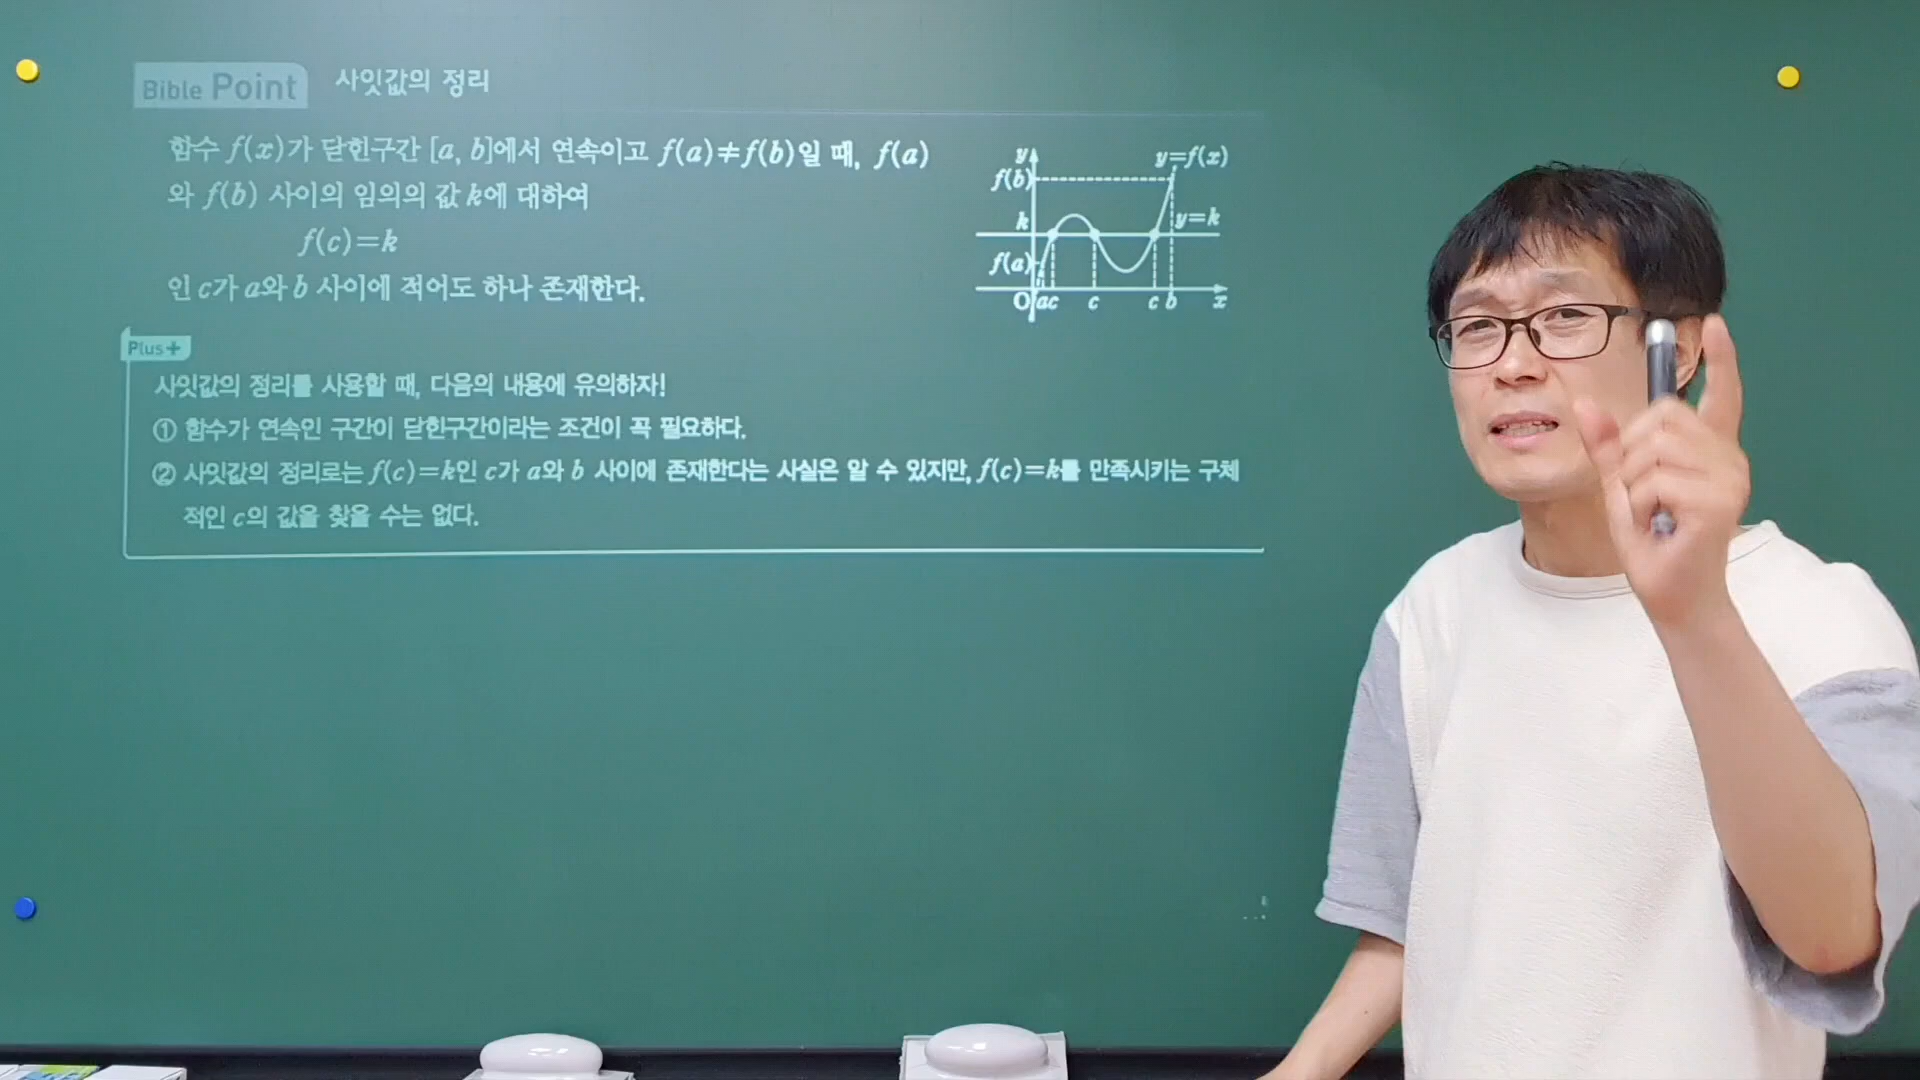 Bible Point 사잇값의 정리
함수 f(x)가 닫힌구간 [a, b]에서 연속이고 f(a)≠f(b)일 때, f(a)
와 f(b) 사이의 임의의 값 k에 대하여
f(c)=k
인 c가 a와 b 사이에 적어도 하나 존재한다.
y
y=f(x)
f(b)
k
y=k
f(a)
O a c c c b x
Plus+
사잇값의 정리를 사용할 때, 다음의 내용에 유의하자!
① 함수가 연속인 구간이 닫힌구간이라는 조건이 꼭 필요하다.
② 사잇값의 정리로는 f(c)=k인 c가 a와 b 사이에 존재한다는 사실은 알 수 있지만, f(c)=k를 만족시키는 구체
적인 c의 값을 찾을 수는 없다.